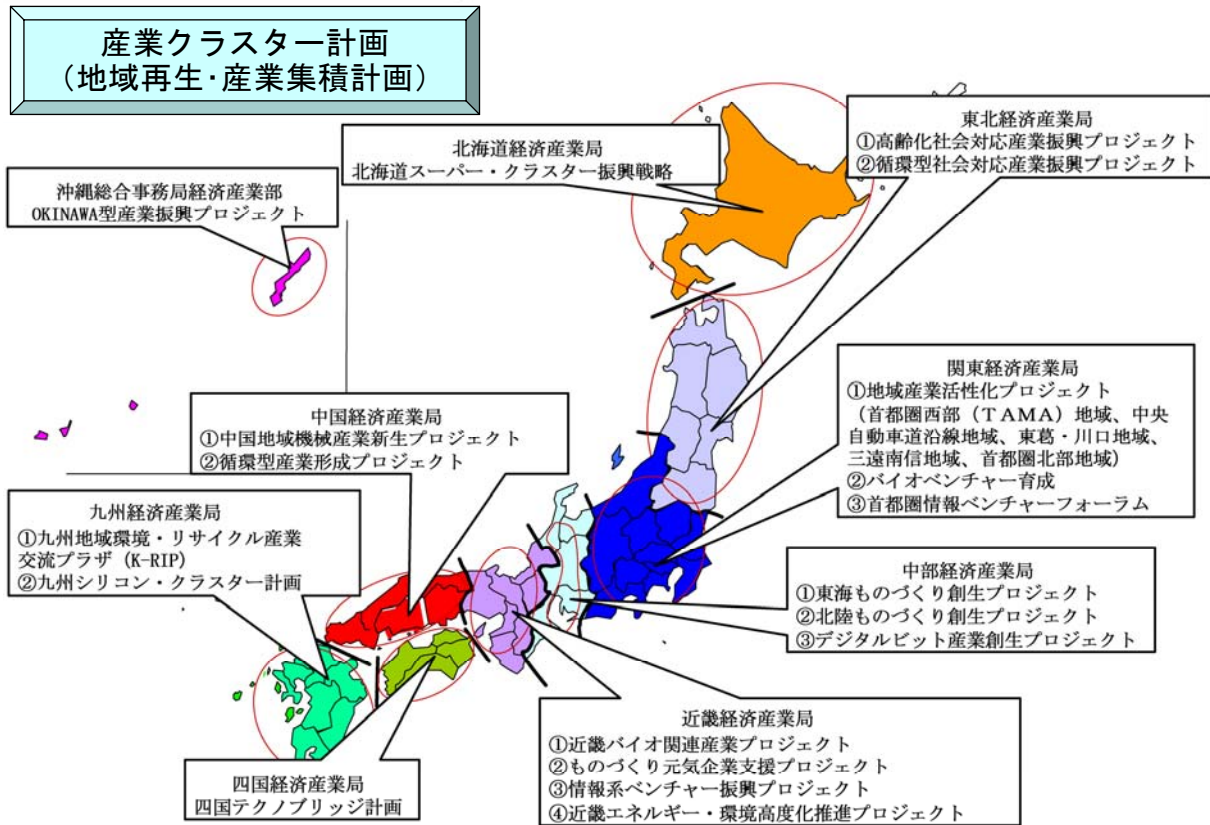 産業クラスター計画
（地域再生・産業集積計画）
北海道経済産業局
北海道スーパー・クラスター振興戦略
東北経済産業局
①高齢化社会対応産業振興プロジェクト
②循環型社会対応産業振興プロジェクト
沖縄総合事務局経済産業部
OKINAWA型産業振興プロジェクト
関東経済産業局
①地域産業活性化プロジェクト
（首都圏西部（ＴＡＭＡ）地域、中央
自動車道沿線地域、東葛・川口地域、
三遠南信地域、首都圏北部地域）
②バイオベンチャー育成
③首都圏情報ベンチャーフォーラム
中国経済産業局
①中国地域機械産業新生プロジェクト
②循環型産業形成プロジェクト
九州経済産業局
①九州地域環境・リサイクル産業
交流プラザ（K-RIP）
②九州シリコン・クラスター計画
中部経済産業局
①東海ものづくり創生プロジェクト
②北陸ものづくり創生プロジェクト
③デジタルビット産業創生プロジェクト
近畿経済産業局
①近畿バイオ関連産業プロジェクト
②ものづくり元気企業支援プロジェクト
③情報系ベンチャー振興プロジェクト
④近畿エネルギー・環境高度化推進プロジェクト
四国経済産業局
四国テクノブリッジ計画